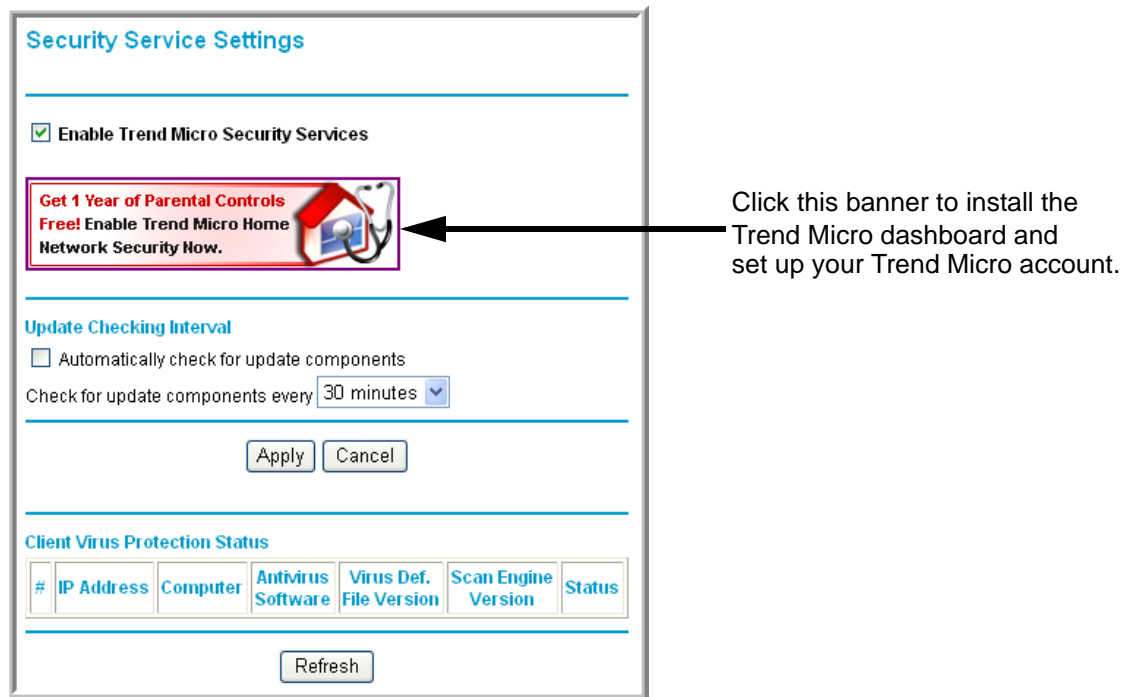 Security Service Settings
Enable Trend Micro Security Services
Get 1 Year of Parental Controls
Free! Enable Trend Micro Home
Network Security Now.
Click this banner to install the
Trend Micro dashboard and
set up your Trend Micro account.
Update Checking Interval
Automatically check for update components
Check for update components every 30 minutes
Apply Cancel
Client Virus Protection Status
# IP Address Computer Antivirus Software Virus Def. File Version Scan Engine Version Status
Refresh